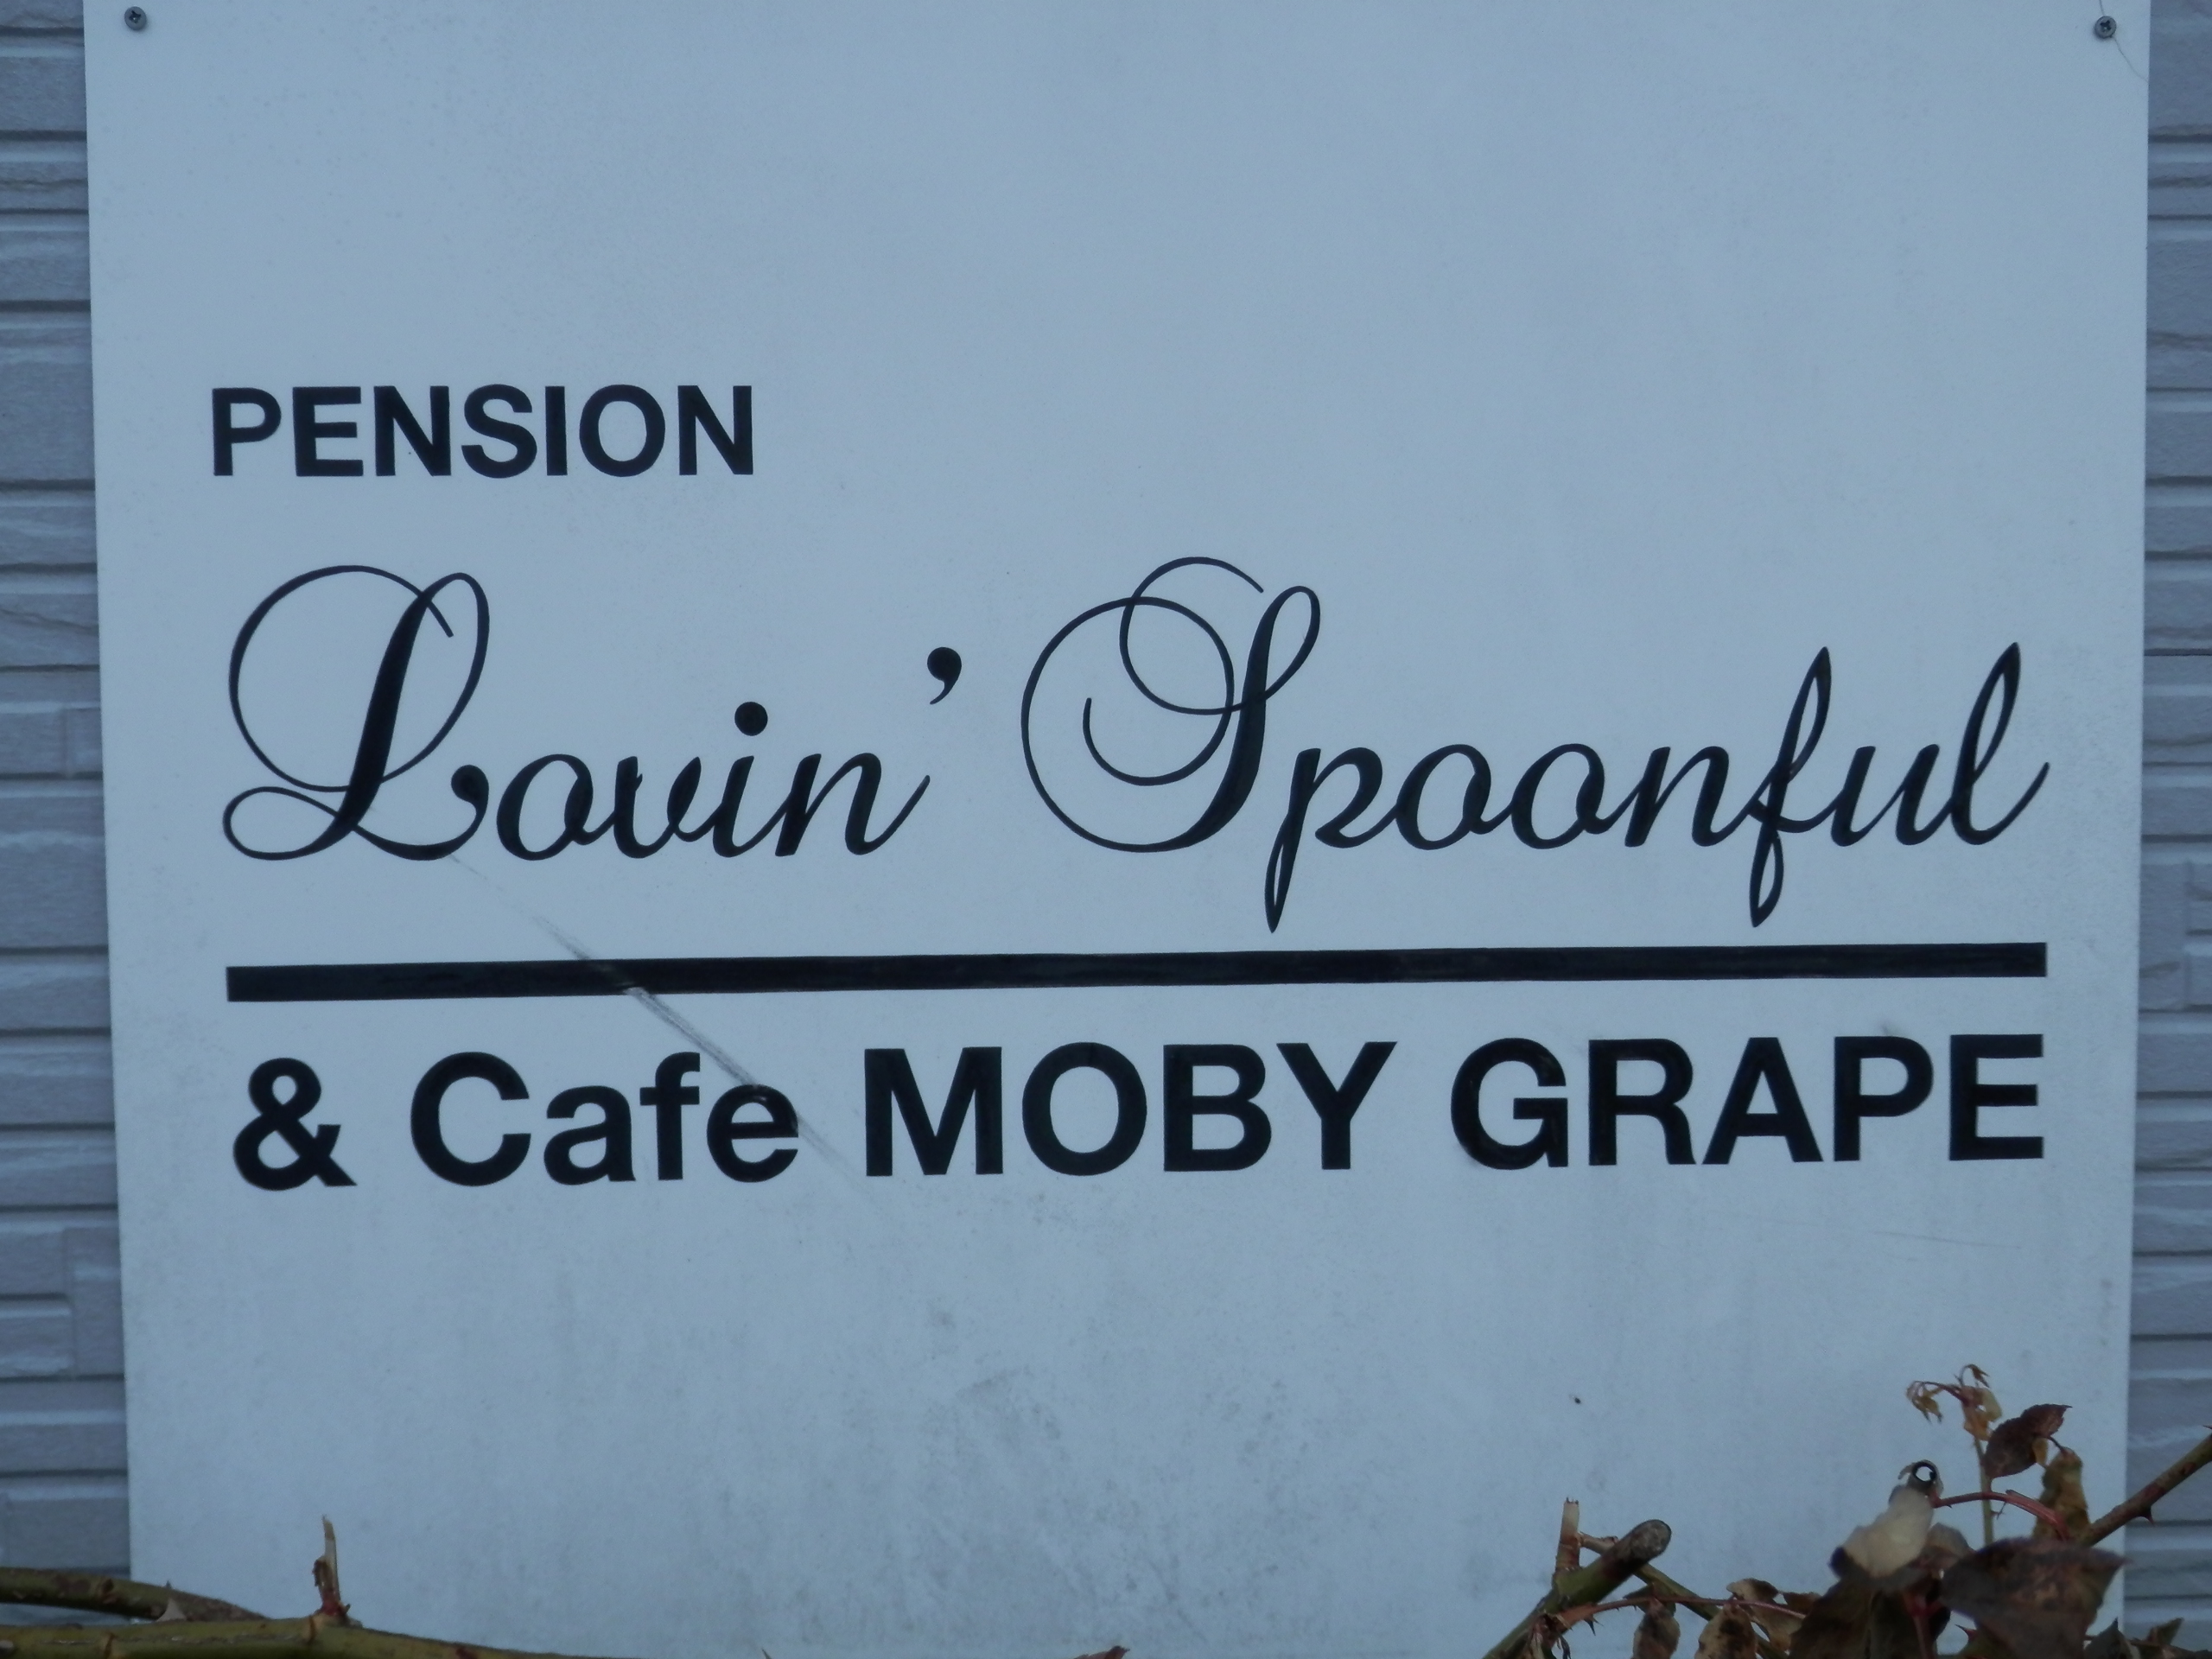 PENSION
Lovin' Spoonful
& Cafe MOBY GRAPE